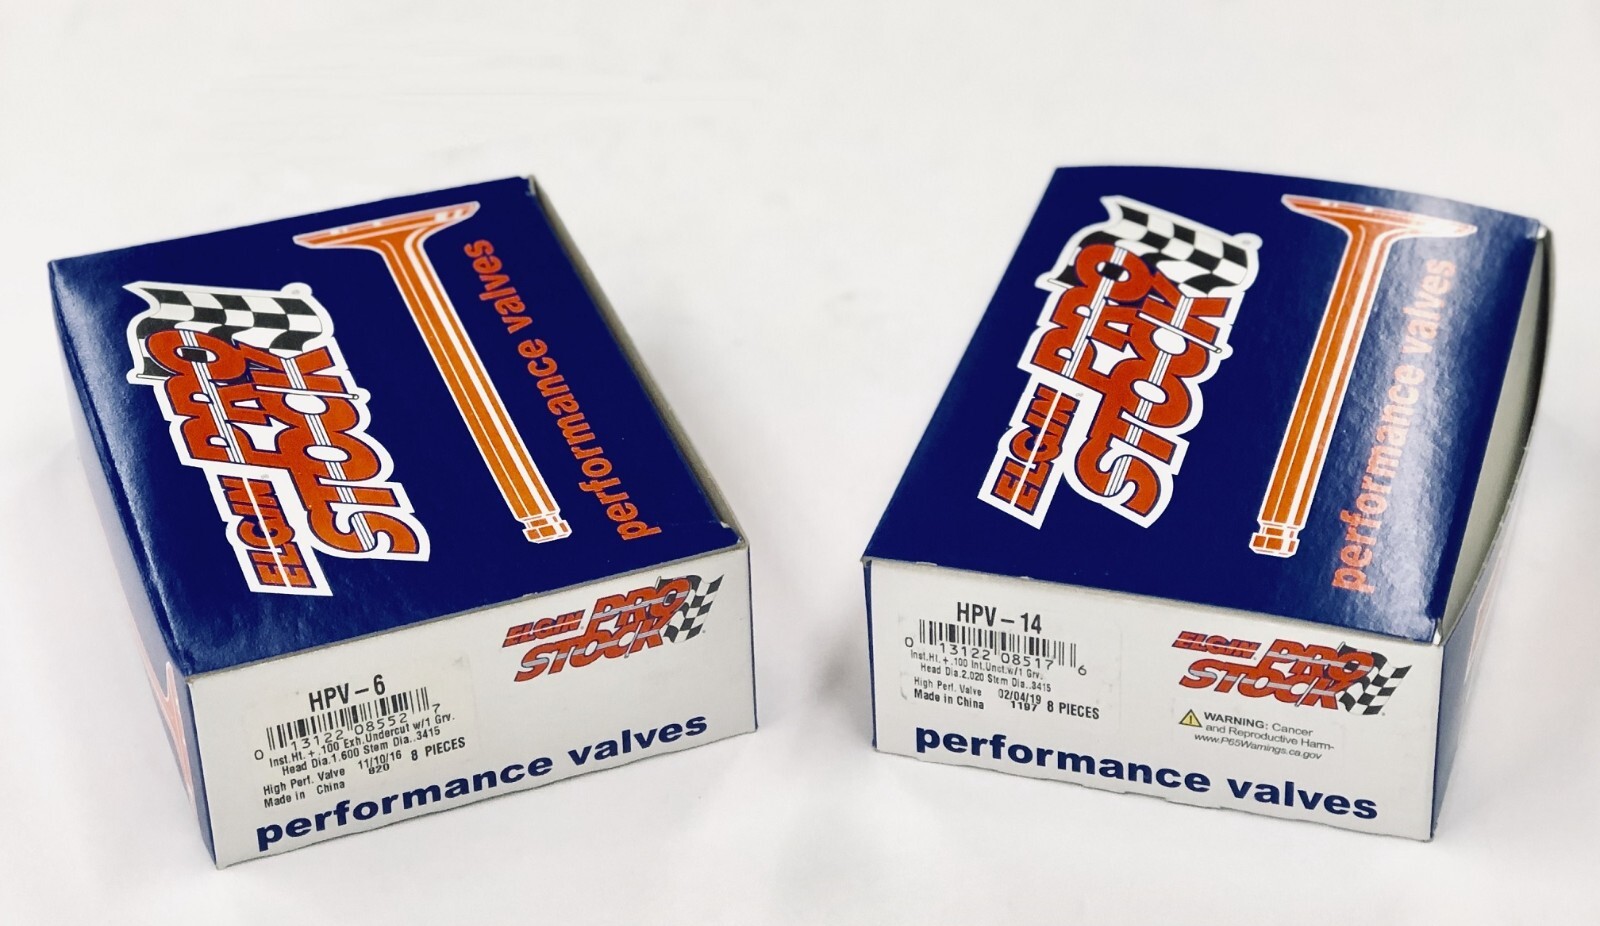 ELGIN PRO
STOCK
performance valves
ELGIN PRO
STOCK
HPV-6
0 13122 08552 7
Inst.Ht.+.100 Exh.Undercut w/1 Grv.
Head Dia.1.600 Stem Dia..3415
High Perf. Valve 11/10/16 8 PIECES
Made in China 820
performance valves
ELGIN PRO
STOCK
performance valves
HPV-14
0 13122 08517 6
Inst.Ht.+.100 Int.Unct.w/1 Grv.
Head Dia.2.020 Stem Dia..3415
High Perf. Valve 02/04/19 8 PIECES
Made in China 1197
ELGIN PRO
STOCK
WARNING: Cancer
and Reproductive Harm-
www.P65Warnings.ca.gov
performance valves